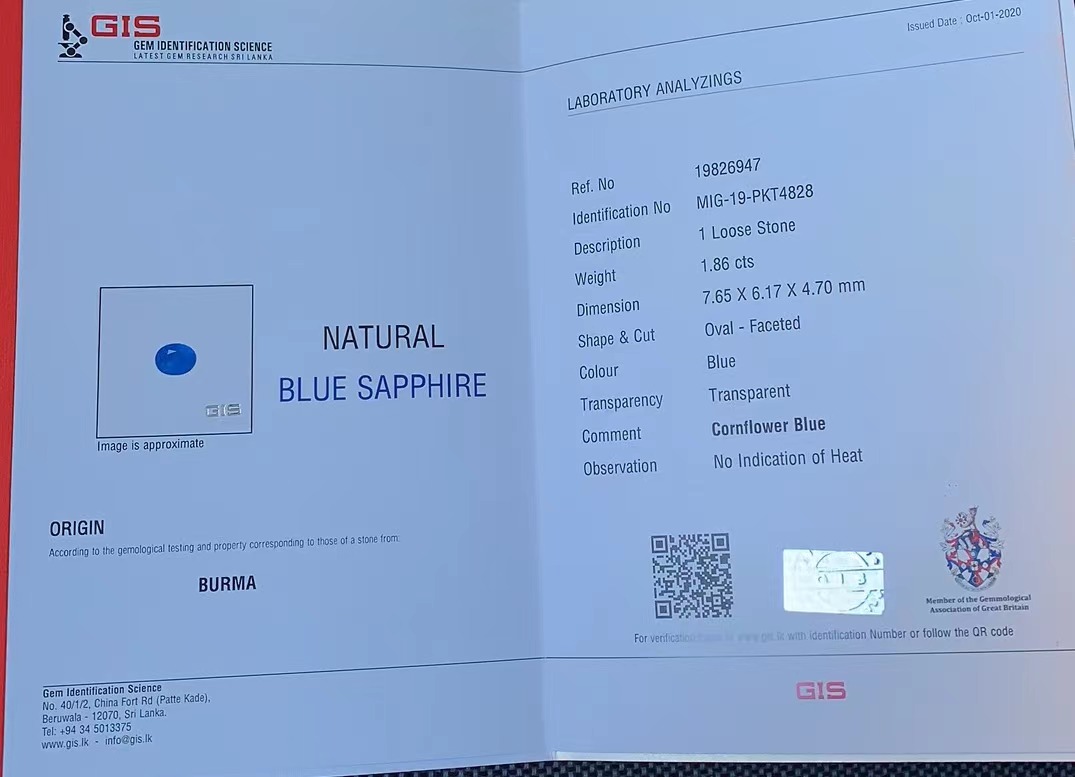 GIS
GEM IDENTIFICATION SCIENCE
LATEST GEM RESEARCH SRI LANKA
GIS
Image is approximate
NATURAL
BLUE SAPPHIRE
ORIGIN
According to the gemological testing and property corresponding to those of a stone from:
BURMA
Gem Identification Science
No. 40/1/2, China Fort Rd (Patte Kade),
Beruwala - 12070, Sri Lanka.
Tel: +94 34 5013375
www.gis.lk - info@gis.lk
Issued Date : Oct-01-2020
LABORATORY ANALYZINGS
Ref. No 19826947
Identification No MIG-19-PKT4828
Description 1 Loose Stone
Weight 1.86 cts
Dimension 7.65 X 6.17 X 4.70 mm
Shape & Cut Oval - Faceted
Colour Blue
Transparency Transparent
Comment Cornflower Blue
Observation No Indication of Heat
Member of the Gemmological
Association of Great Britain
For verification www.gis.lk with identification Number or follow the QR code
GIS